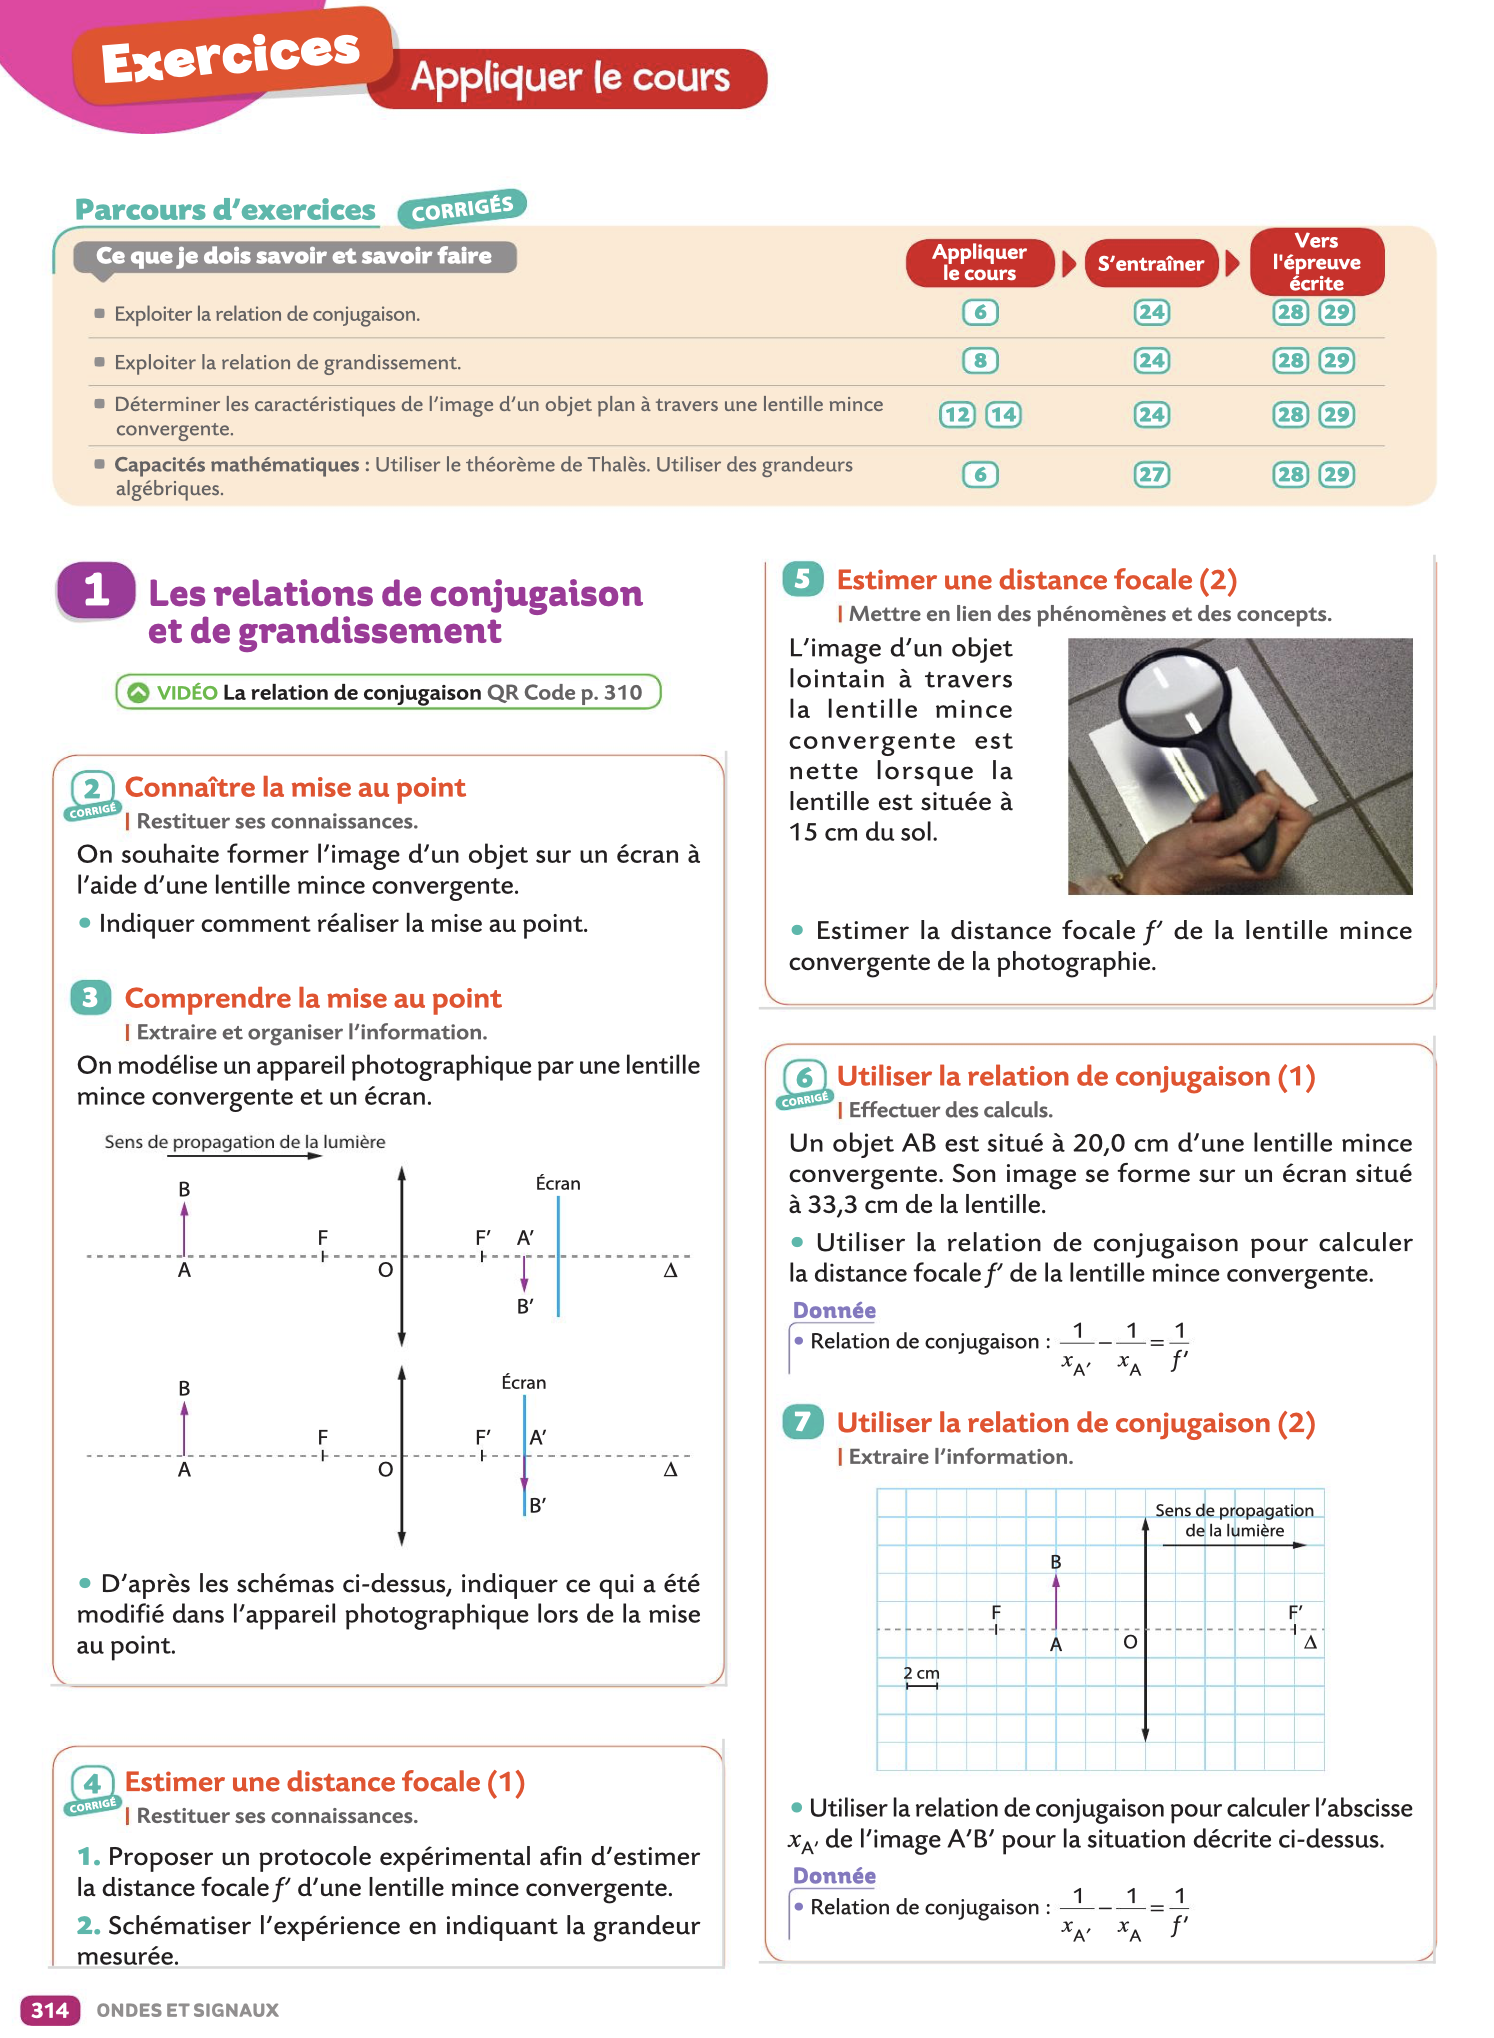 Exercices
Appliquer le cours
Parcours d'exercices CORRIGÉS
Ce que je dois savoir et savoir faire
Appliquer
le cours
S'entraîner
Vers
l'épreuve
écrite
Exploiter la relation de conjugaison. 6 24 28 29
Exploiter la relation de grandissement. 8 24 28 29
Déterminer les caractéristiques de l'image d'un objet plan à travers une lentille mince
convergente. 12 14 24 28 29
Capacités mathématiques : Utiliser le théorème de Thalès. Utiliser des grandeurs
algébriques. 6 27 28 29
1 Les relations de conjugaison
et de grandissement
VIDÉO La relation de conjugaison QR Code p. 310
2 Connaître la mise au point
CORRIGÉ
| Restituer ses connaissances.
On souhaite former l'image d'un objet sur un écran à
l'aide d'une lentille mince convergente.
• Indiquer comment réaliser la mise au point.
3 Comprendre la mise au point
| Extraire et organiser l'information.
On modélise un appareil photographique par une lentille
mince convergente et un écran.
Sens de propagation de la lumière
B
Écran
F
F'
A'
A
O
Δ
B'
B
Écran
F
F'
A'
A
O
Δ
B'
• D'après les schémas ci-dessus, indiquer ce qui a été
modifié dans l'appareil photographique lors de la mise
au point.
4 Estimer une distance focale (1)
CORRIGÉ
| Restituer ses connaissances.
1. Proposer un protocole expérimental afin d'estimer
la distance focale f' d'une lentille mince convergente.
2. Schématiser l'expérience en indiquant la grandeur
mesurée.
5 Estimer une distance focale (2)
| Mettre en lien des phénomènes et des concepts.
L'image d'un objet
lointain à travers
la lentille mince
convergente est
nette lorsque la
lentille est située à
15 cm du sol.
• Estimer la distance focale f' de la lentille mince
convergente de la photographie.
6 Utiliser la relation de conjugaison (1)
CORRIGÉ
| Effectuer des calculs.
Un objet AB est situé à 20,0 cm d'une lentille mince
convergente. Son image se forme sur un écran situé
à 33,3 cm de la lentille.
• Utiliser la relation de conjugaison pour calculer
la distance focale f' de la lentille mince convergente.
Donnée
• Relation de conjugaison : 1/xA' − 1/xA = 1/f'
7 Utiliser la relation de conjugaison (2)
| Extraire l'information.
Sens de propagation
de la lumière
B
F
F'
A
O
Δ
2 cm
• Utiliser la relation de conjugaison pour calculer l'abscisse
xA' de l'image A'B' pour la situation décrite ci-dessus.
Donnée
• Relation de conjugaison : 1/xA' − 1/xA = 1/f'
314 ONDES ET SIGNAUX